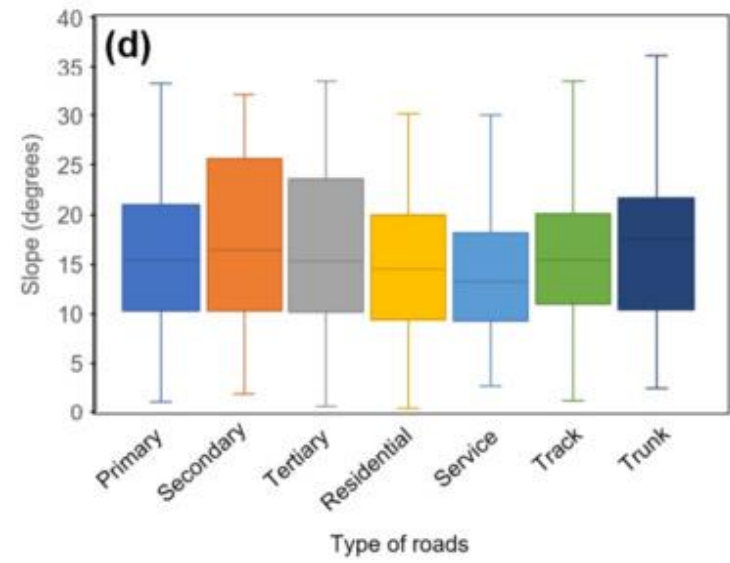 (d)
40
35
30
25
20
15
10
5
0
Slope (degrees)
Primary
Secondary
Tertiary
Residential
Service
Track
Trunk
Type of roads